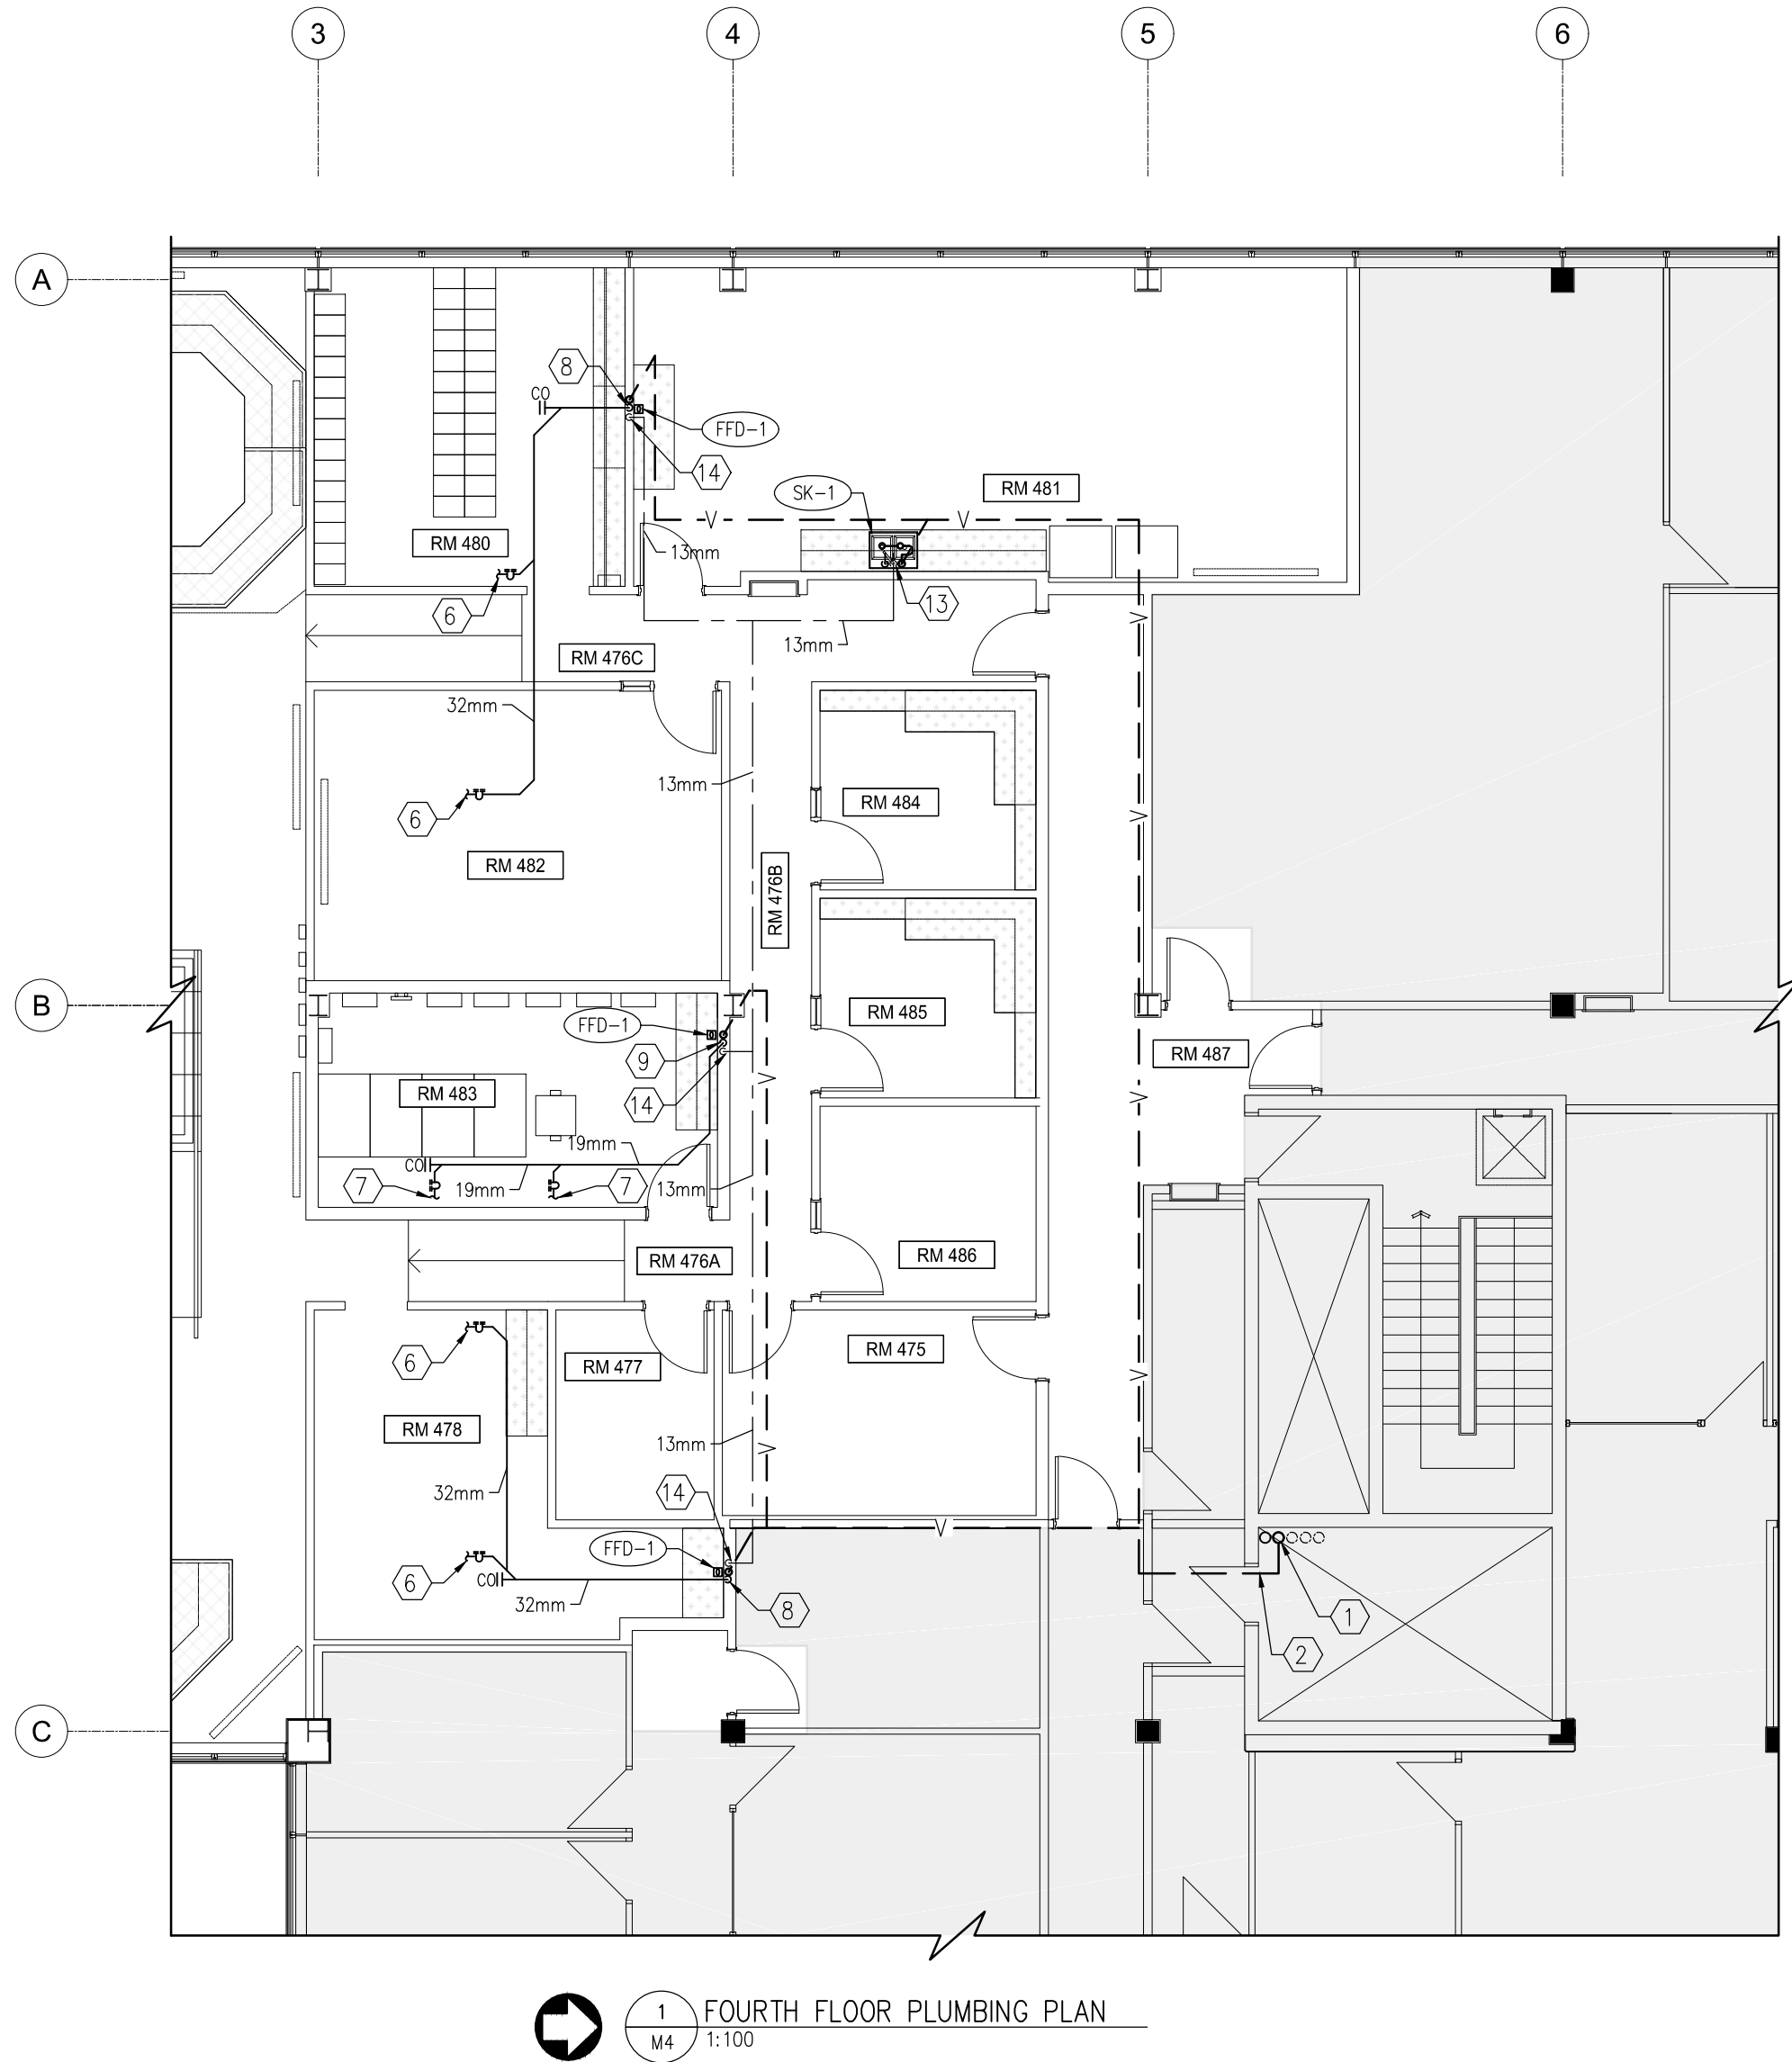 3 4 5 6
A
8
CO
FFD-1
14
SK-1
RM 481
V V
RM 480
13mm
6
13
13mm
RM 476C
V
32mm
13mm
RM 484
6
V
RM 482
RM 476B
B
FFD-1
RM 485
9
RM 487
V
RM 483
14
V
19mm
CO
7
19mm
7
13mm
RM 486
RM 476A
RM 475
6
RM 477
V
RM 478
13mm
V
32mm
14
V
FFD-1
6
CO
32mm
8
1
2
C
1
M4
FOURTH FLOOR PLUMBING PLAN
1:100